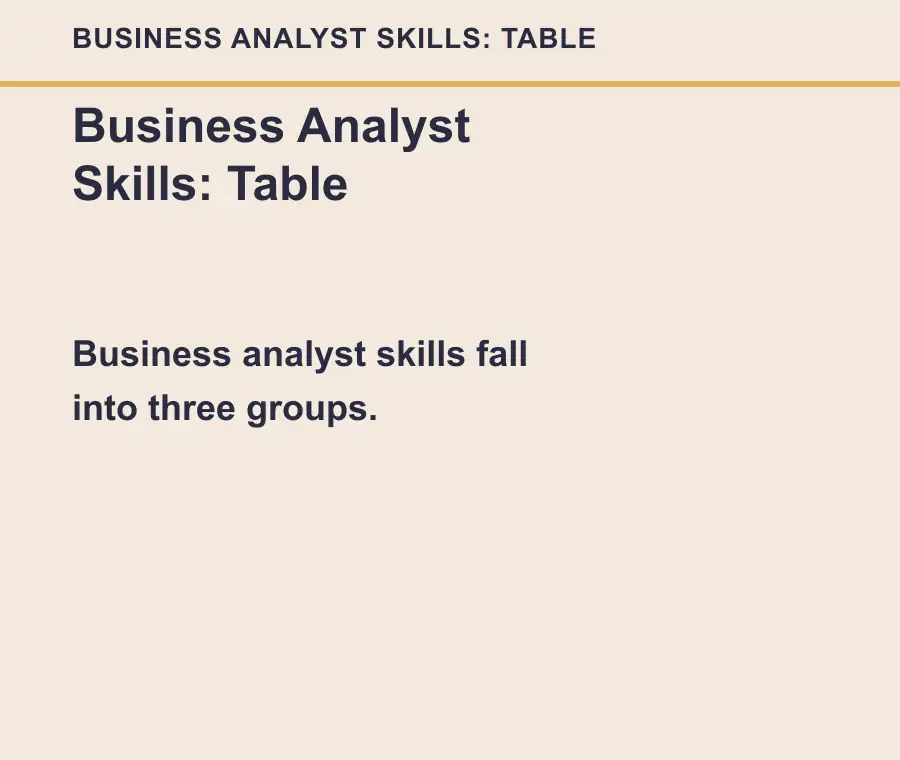 BUSINESS ANALYST SKILLS: TABLE
Business Analyst
Skills: Table
Business analyst skills fall
into three groups.